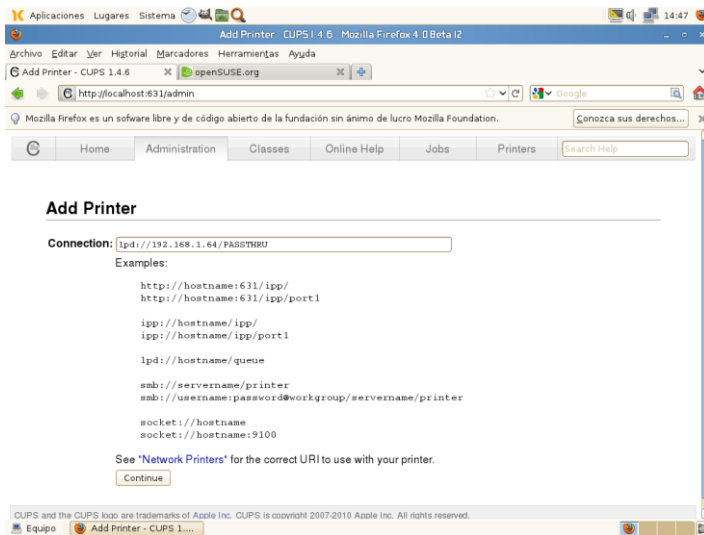 Aplicaciones Lugares Sistema 14:47
Add Printer - CUPS 1.4.6 - Mozilla Firefox 4.0 Beta 12
Archivo Editar Ver Historial Marcadores Herramientas Ayuda
Add Printer - CUPS 1.4.6 openSUSE.org
http://localhost:631/admin Google
Mozilla Firefox es un sofware libre y de código abierto de la fundación sin ánimo de lucro Mozilla Foundation. Conozca sus derechos...
Home Administration Classes Online Help Jobs Printers Search Help
Add Printer
Connection: lpd://192.168.1.64/PASSTHRU
Examples:
http://hostname:631/ipp/
http://hostname:631/ipp/port1
ipp://hostname/ipp/
ipp://hostname/ipp/port1
lpd://hostname/queue
smb://servername/printer
smb://username:password@workgroup/servername/printer
socket://hostname
socket://hostname:9100
See "Network Printers" for the correct URI to use with your printer.
Continue
CUPS and the CUPS logo are trademarks of Apple Inc. CUPS is copyright 2007-2010 Apple Inc. All rights reserved.
Equipo Add Printer - CUPS 1....